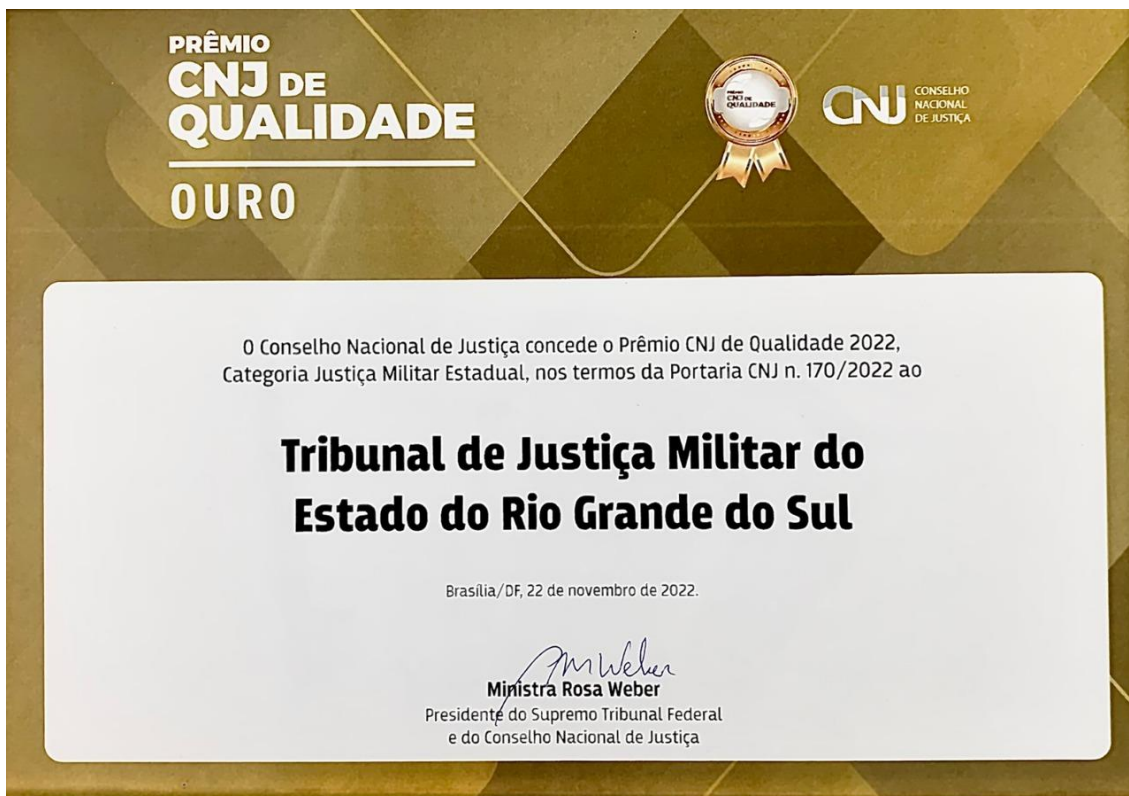 PRÊMIO
CNJ DE
QUALIDADE
OURO
PRÊMIO
CNJ DE
QUALIDADE
CNJ
CONSELHO
NACIONAL
DE JUSTIÇA
O Conselho Nacional de Justiça concede o Prêmio CNJ de Qualidade 2022,
Categoria Justiça Militar Estadual, nos termos da Portaria CNJ n. 170/2022 ao
Tribunal de Justiça Militar do
Estado do Rio Grande do Sul
Brasília/DF, 22 de novembro de 2022.
Ministra Rosa Weber
Presidente do Supremo Tribunal Federal
e do Conselho Nacional de Justiça